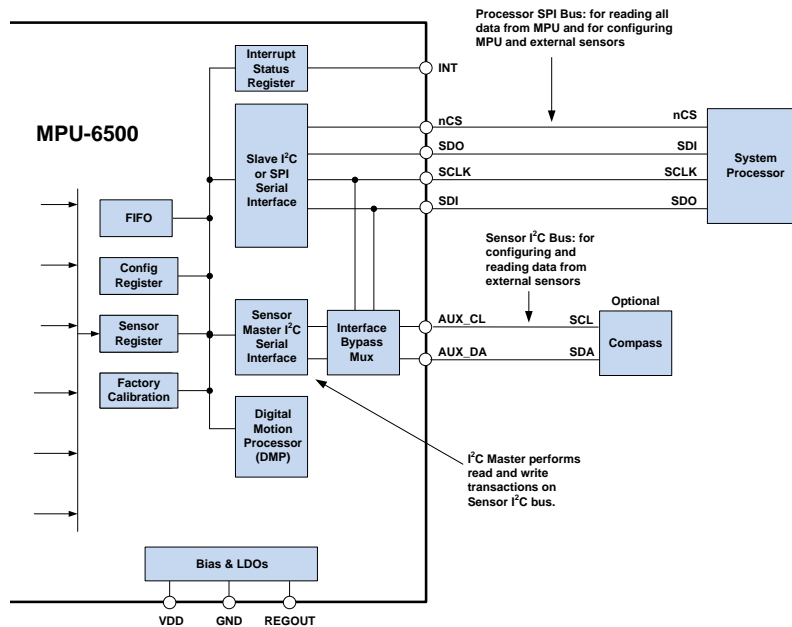 Processor SPI Bus: for reading all
data from MPU and for configuring
MPU and external sensors
MPU-6500
Interrupt
Status
Register
INT
Slave I²C
or SPI
Serial
Interface
nCS
SDO
SCLK
SDI
nCS
SDI
SCLK
SDO
System
Processor
FIFO
Config
Register
Sensor
Register
Factory
Calibration
Sensor I²C Bus: for
configuring and
reading data from
external sensors
Sensor
Master I²C
Serial
Interface
Interface
Bypass
Mux
AUX_CL
AUX_DA
SCL
SDA
Optional
Compass
Digital
Motion
Processor
(DMP)
I²C Master performs
read and write
transactions on
Sensor I²C bus.
Bias & LDOs
VDD
GND
REGOUT